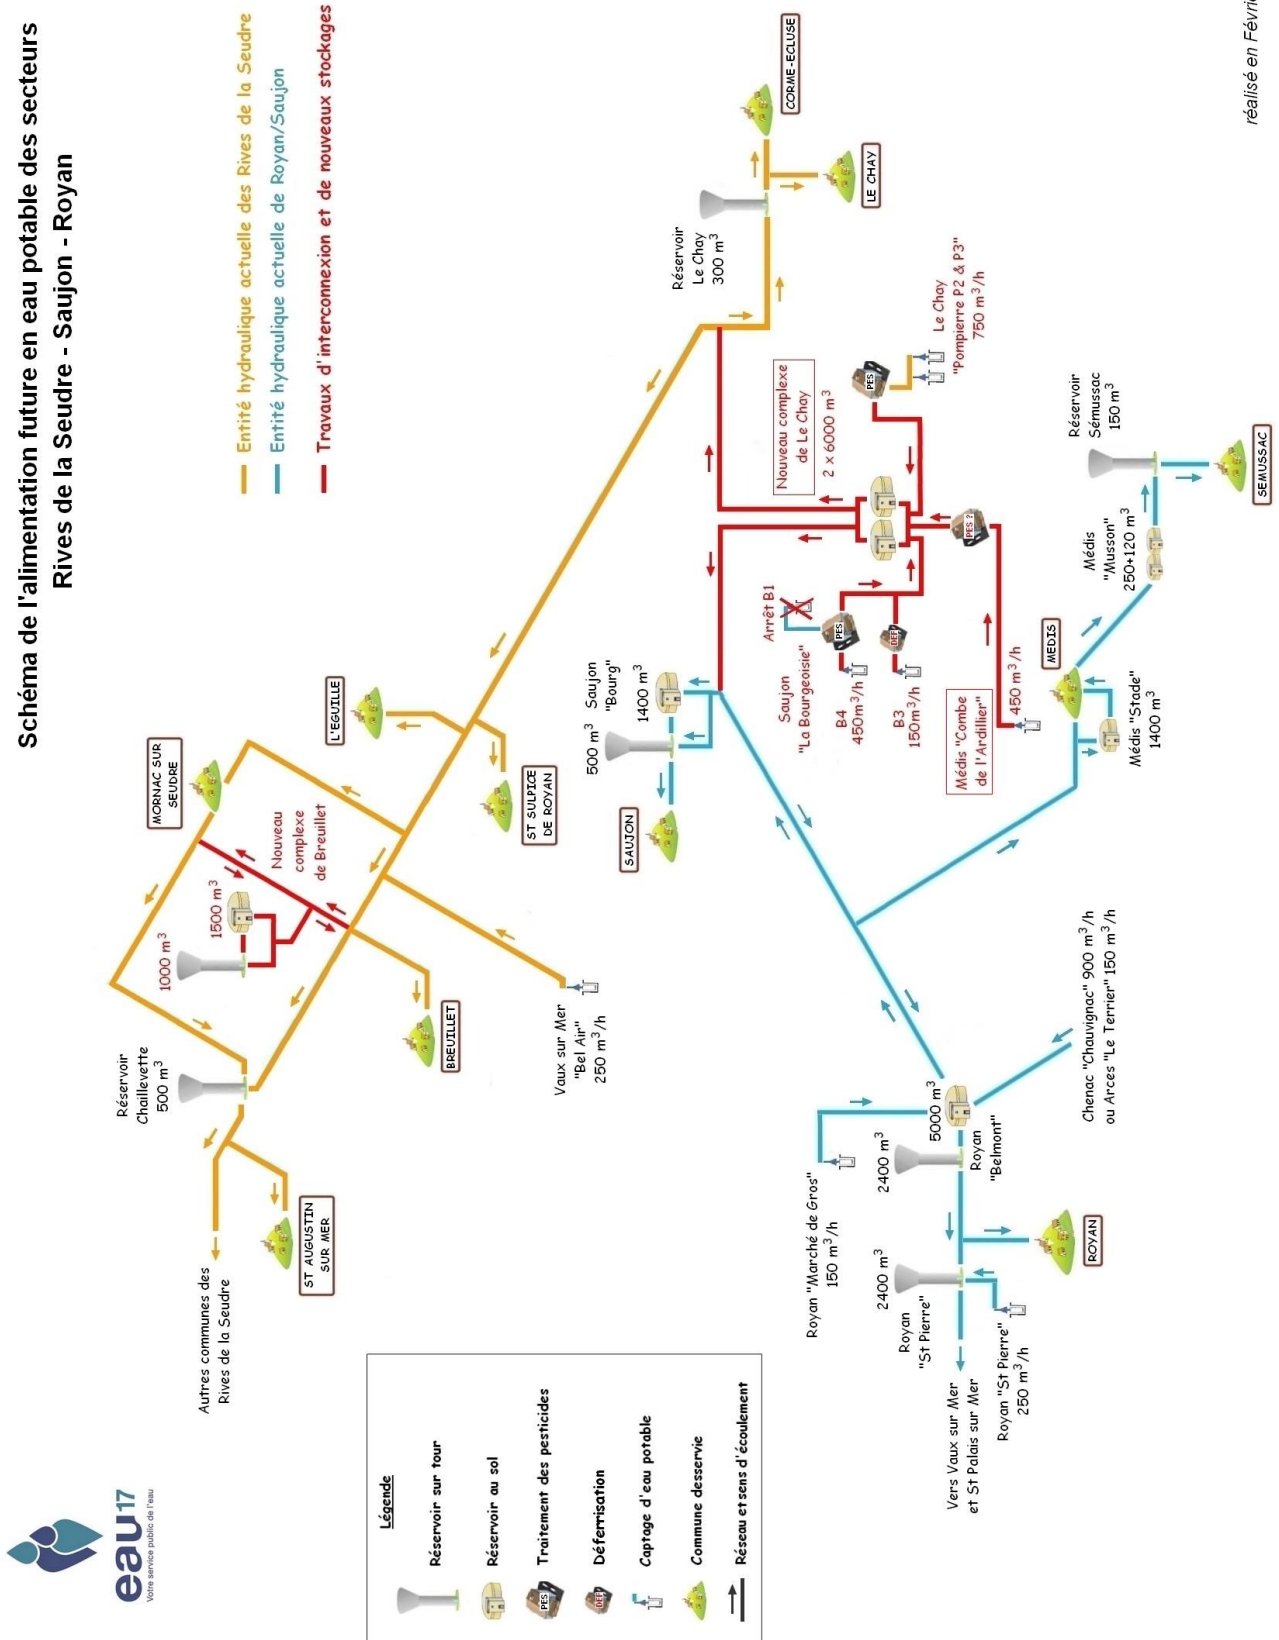 Schéma de l'alimentation future en eau potable des secteurs
Rives de la Seudre - Saujon - Royan
Entité hydraulique actuelle des Rives de la Seudre
Entité hydraulique actuelle de Royan/Saujon
Travaux d'interconnexion et de nouveaux stockages
eau17
Votre service public de l'eau
MORNAC SUR
SEUDRE
L'EGUILLE
Réservoir
Chaillevette
500 m³
1000 m³
1500 m³
Nouveau
complexe
de Breuillet
Autres communes des
Rives de la Seudre
ST AUGUSTIN
SUR MER
BREUILLET
ST SULPICE
DE ROYAN
Vaux sur Mer
"Bel Air"
250 m³/h
Saujon
"Bourg"
500 m³
1400 m³
SAUJON
Réservoir
Le Chay
300 m³
CORME-ECLUSE
LE CHAY
Nouveau complexe
de Le Chay
2 x 6000 m³
PES
Le Chay
"Pompierre P2 & P3"
750 m³/h
Arrêt B1
Saujon
"La Bourgeoisie"
PES
B4
450m³/h
DEF
B3
150m³/h
PES ?
Médis "Combe
de l'Ardillier"
450 m³/h
MEDIS
Médis "Stade"
1400 m³
Médis
"Musson"
250+120 m³
Réservoir
Sémussac
150 m³
SEMUSSAC
Royan "Marché de Gros"
150 m³/h
5000 m³
2400 m³
Royan
"Belmont"
Chenac "Chauvignac" 900 m³/h
ou Arces "Le Terrier" 150 m³/h
2400 m³
Royan
"St Pierre"
ROYAN
Vers Vaux sur Mer
et St Palais sur Mer
Royan "St Pierre"
250 m³/h
Légende
Réservoir sur tour
Réservoir au sol
PES
Traitement des pesticides
DEF
Déferrisation
Captage d'eau potable
Commune desservie
Réseau et sens d'écoulement
réalisé en